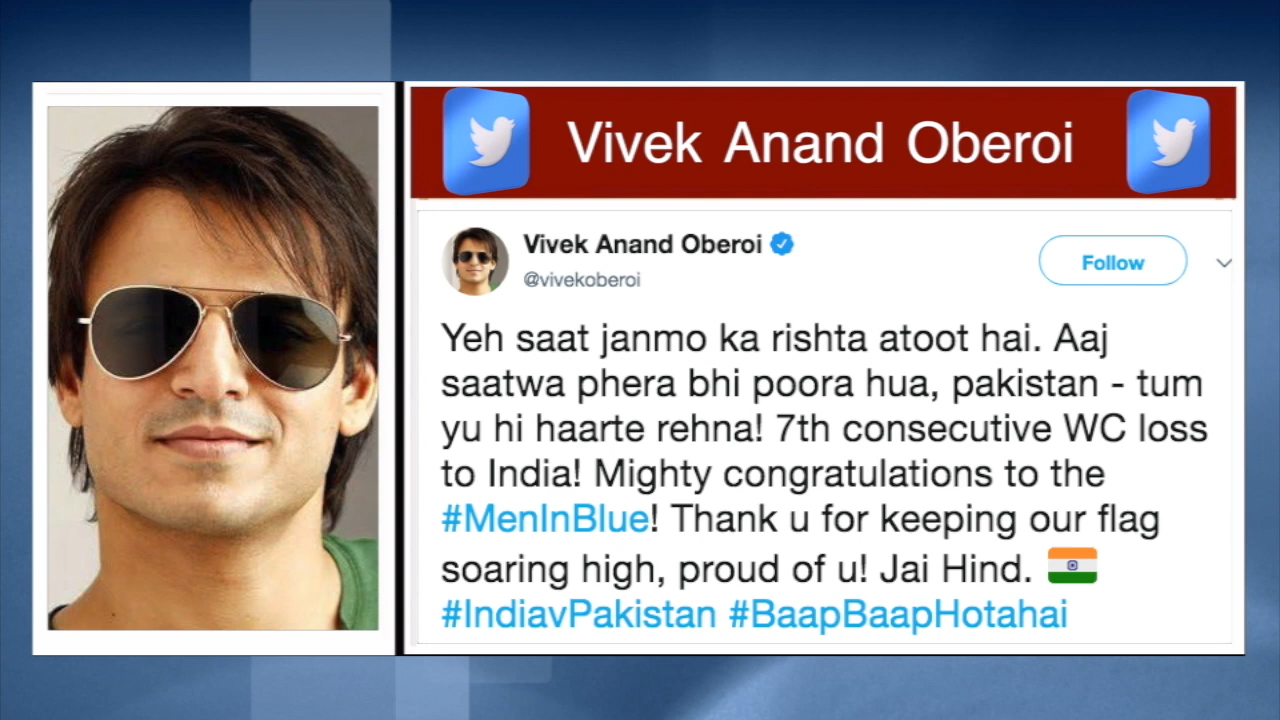 Vivek Anand Oberoi
Vivek Anand Oberoi
@vivekoberoi
Follow
Yeh saat janmo ka rishta atoot hai. Aaj
saatwa phera bhi poora hua, pakistan - tum
yu hi haarte rehna! 7th consecutive WC loss
to India! Mighty congratulations to the
#MenInBlue! Thank u for keeping our flag
soaring high, proud of u! Jai Hind. 🇮🇳
#IndiavPakistan #BaapBaapHotahai